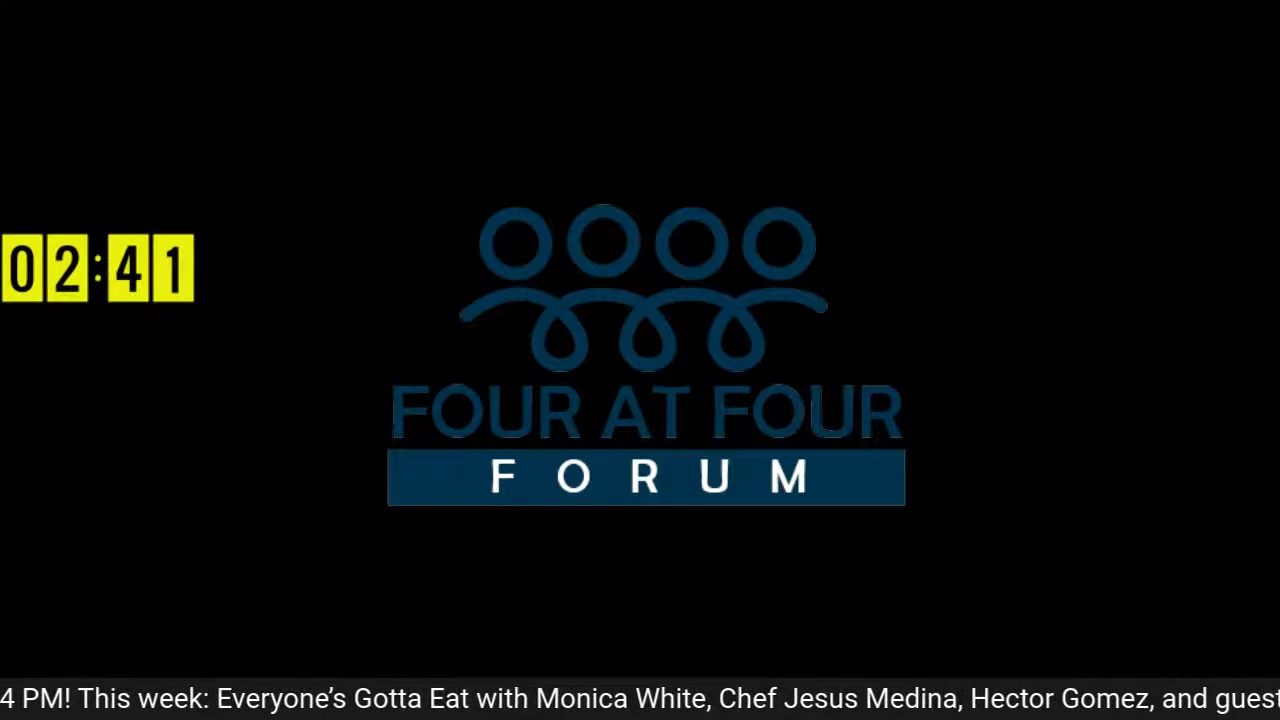 02:41
FOUR AT FOUR
FORUM
4 PM! This week: Everyone’s Gotta Eat with Monica White, Chef Jesus Medina, Hector Gomez, and guest